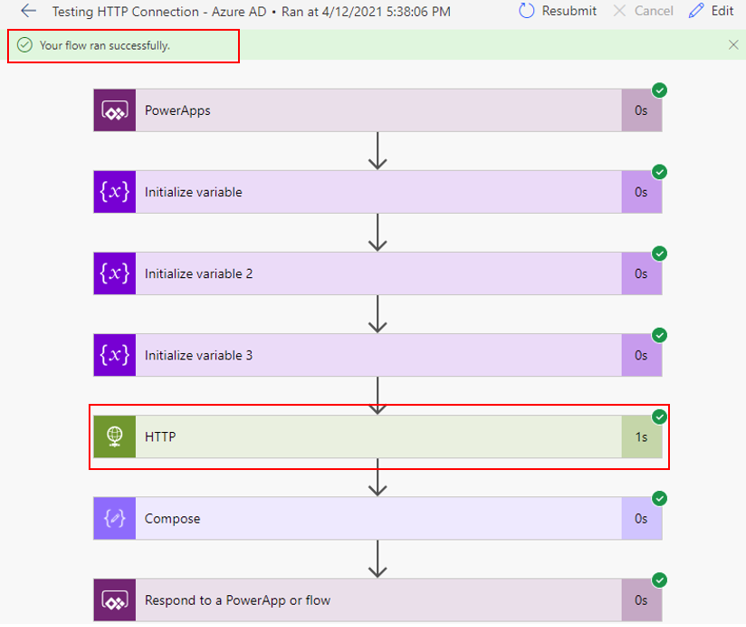 Testing HTTP Connection - Azure AD • Ran at 4/12/2021 5:38:06 PM Resubmit Cancel Edit
Your flow ran successfully.
PowerApps 0s
{x} Initialize variable 0s
{x} Initialize variable 2 0s
{x} Initialize variable 3 0s
HTTP 1s
Compose 0s
Respond to a PowerApp or flow 0s